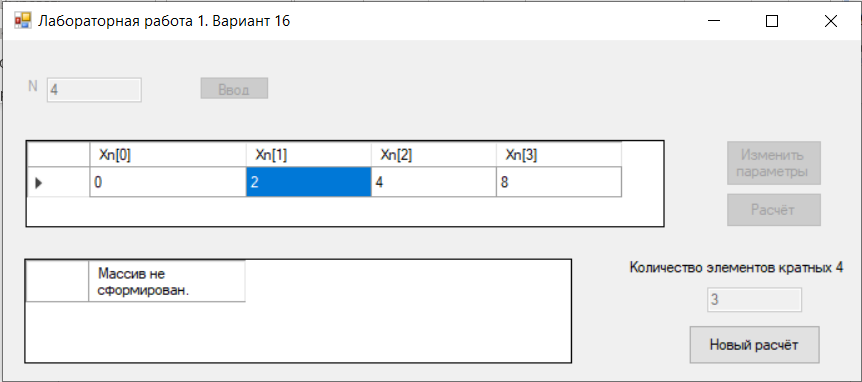 Лабораторная работа 1. Вариант 16
N 4 Ввод
Xn[0] Xn[1] Xn[2] Xn[3]
0 2 4 8
Изменить
параметры
Расчёт
Массив не
сформирован.
Количество элементов кратных 4
3
Новый расчёт